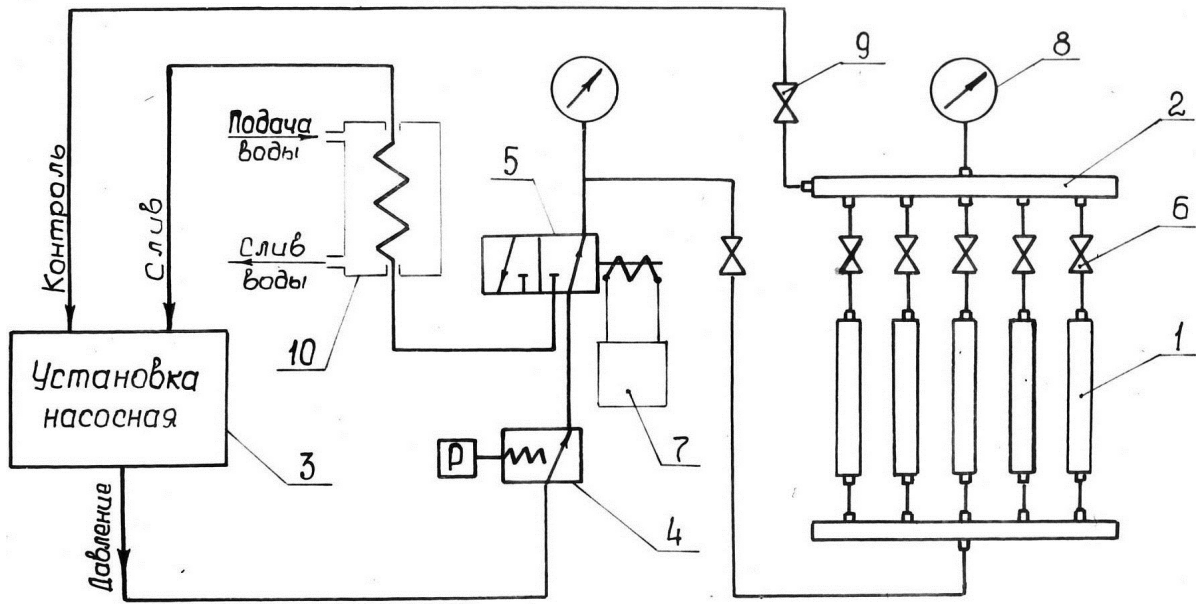 9
8
2
Подача
воды
5
Контроль
Слив
6
Слив
воды
10
1
Установка
насосная
3
P
7
4
Давление